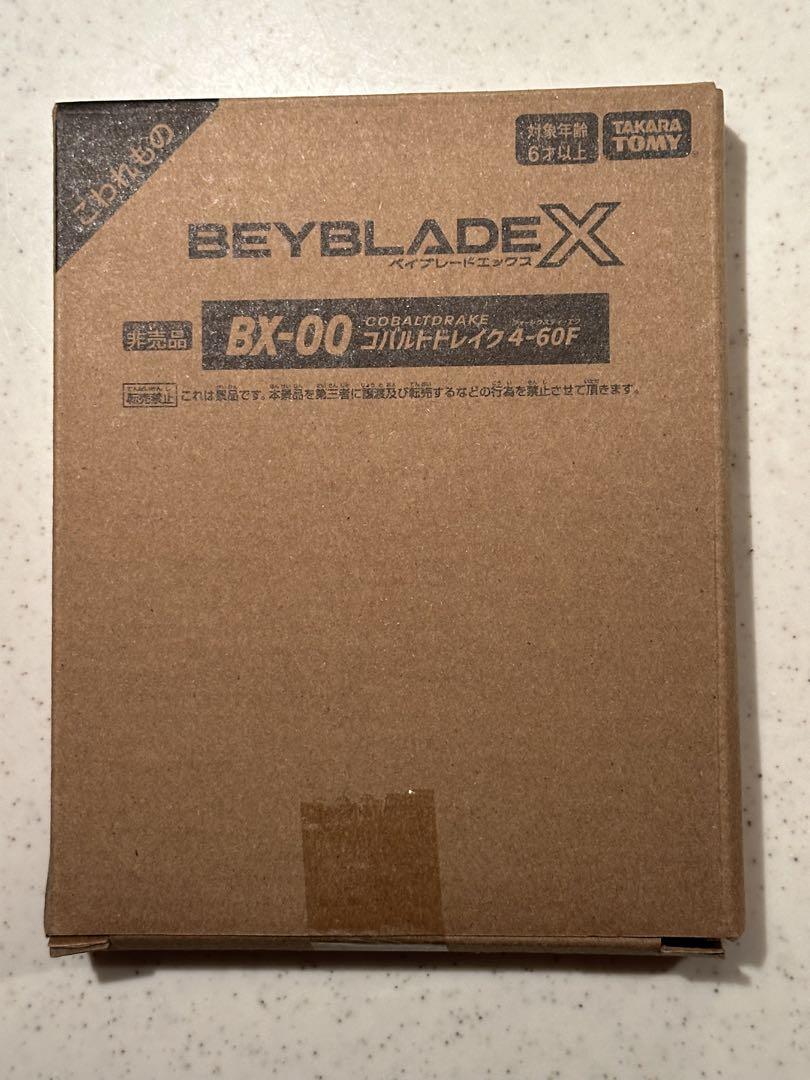 こわれもの
対象年齢
6才以上
TAKARA
TOMY
BEYBLADE X
ベイブレードエックス
非売品
BX-00
COBALTDRAKE
コバルトドレイク4-60F
転売禁止 これは景品です。本景品を第三者に譲渡及び転売するなどの行為を禁止させて頂きます。